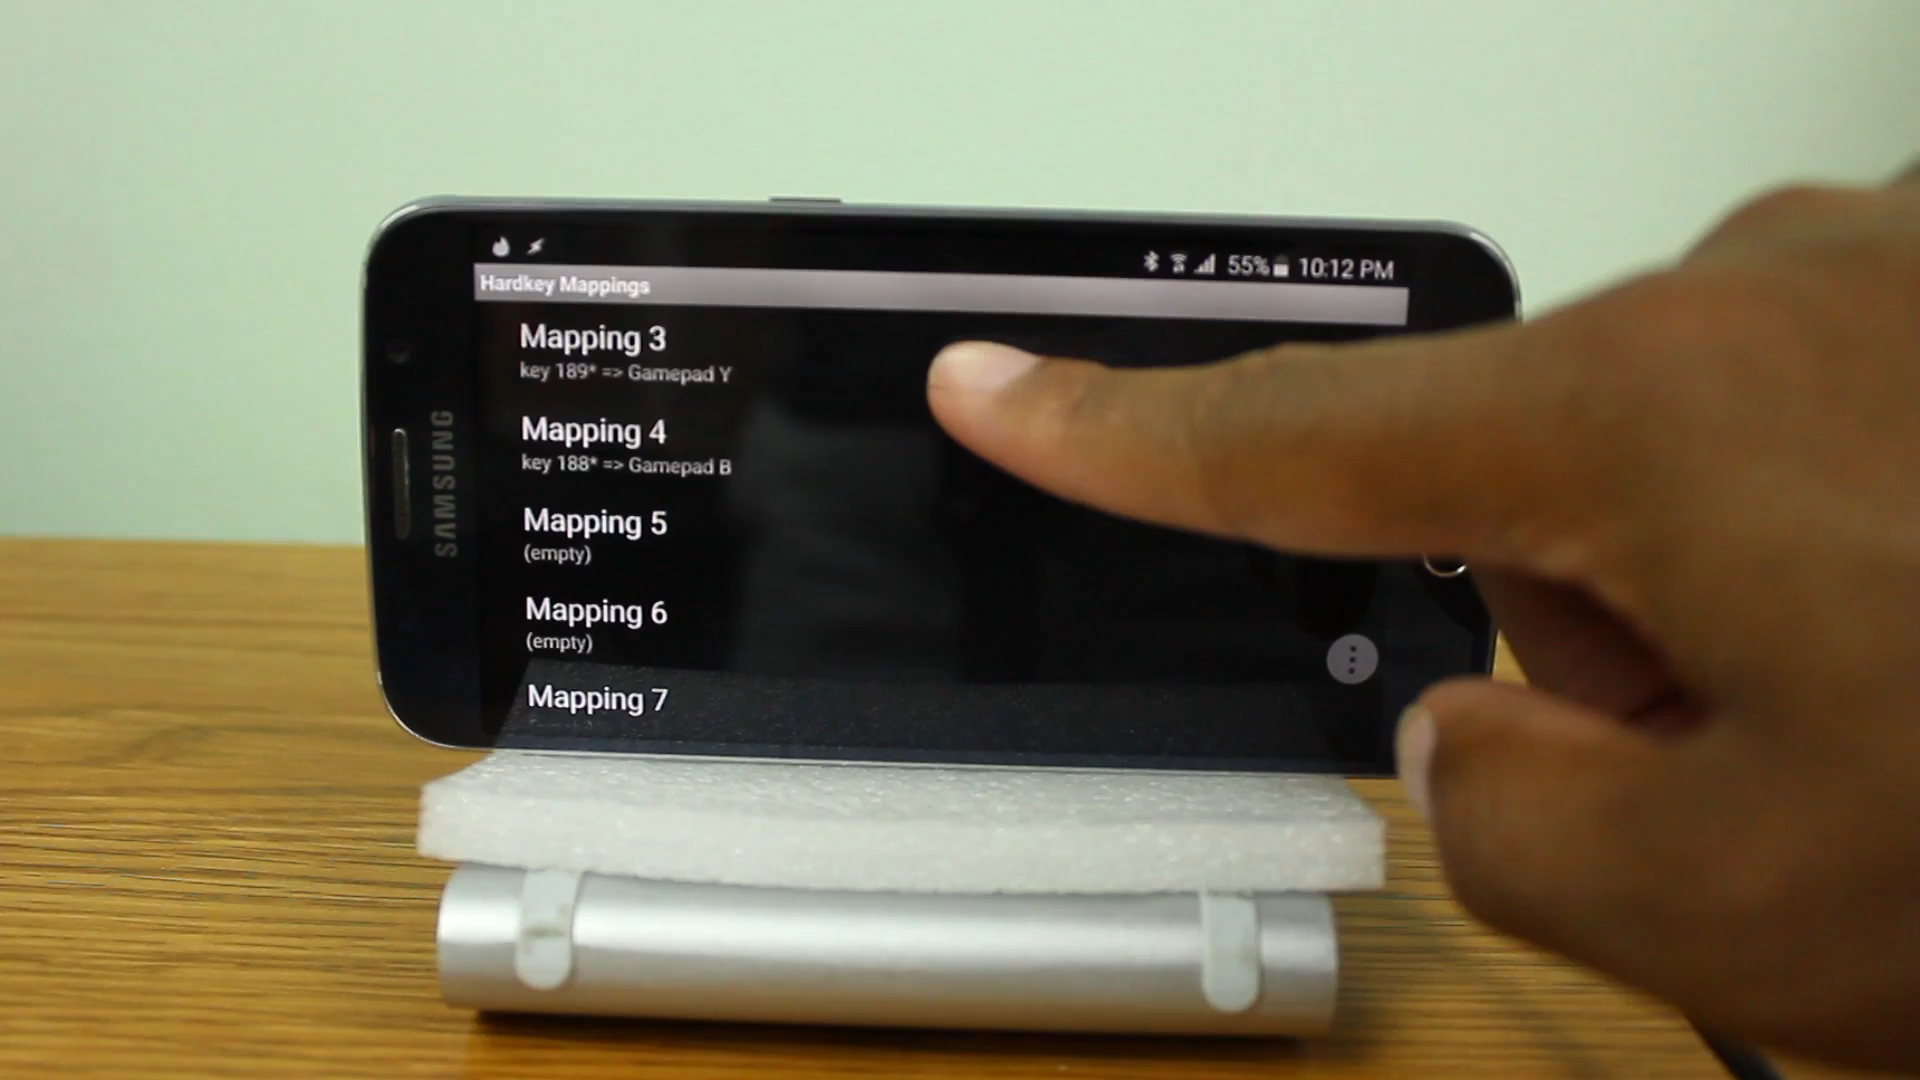 55% 10:12 PM
Hardkey Mappings
Mapping 3
key 189* => Gamepad Y
Mapping 4
key 188* => Gamepad B
Mapping 5
(empty)
Mapping 6
(empty)
Mapping 7
SAMSUNG